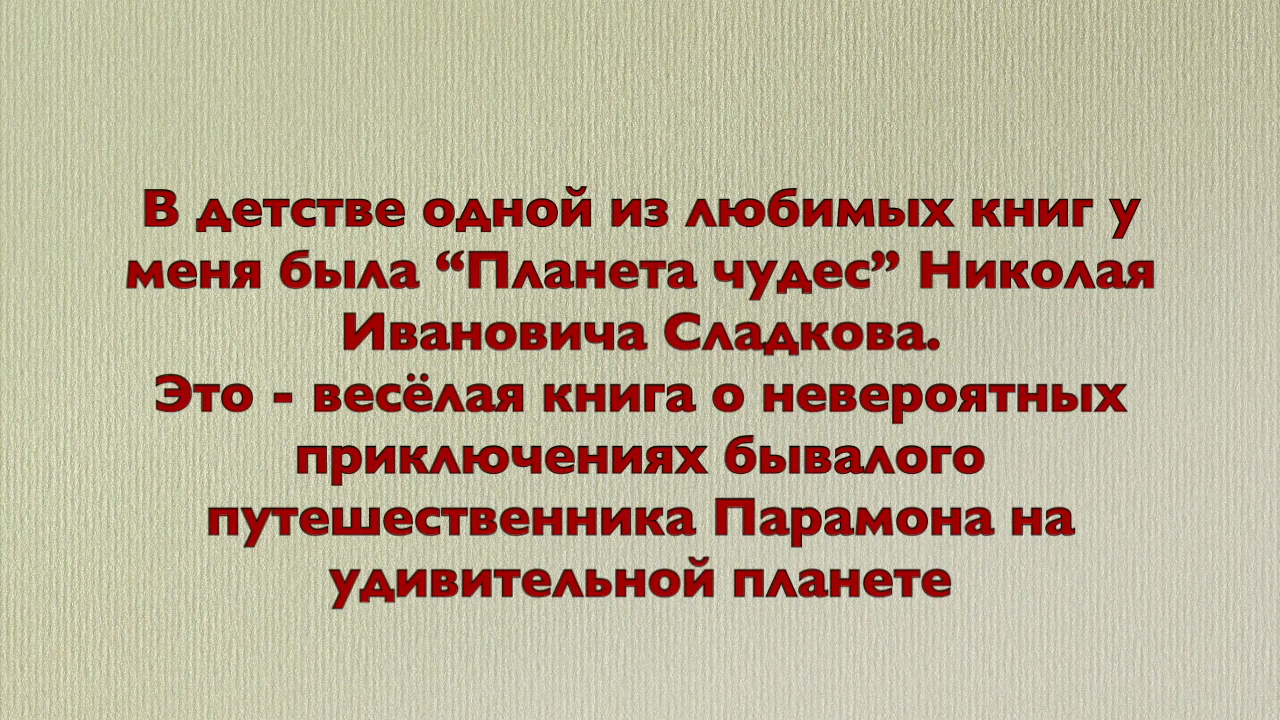 В детстве одной из любимых книг у
меня была “Планета чудес” Николая
Ивановича Сладкова.
Это - весёлая книга о невероятных
приключениях бывалого
путешественника Парамона на
удивительной планете